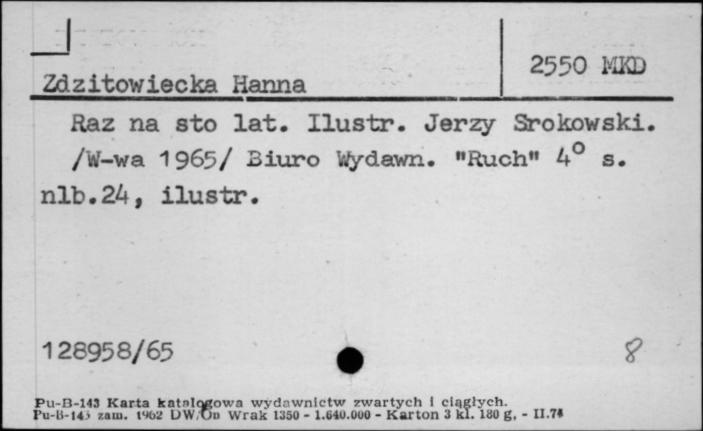 2550 MKD
Zdzitowiecka Hanna
Raz na sto lat. Ilustr. Jerzy Srokowski.
/W-wa 1965/ Biuro Wydawn. "Ruch" 4° s.
nlb.24, ilustr.
128958/65
8
Pu-B-143 Karta katalogowa wydawnictw zwartych i ciągłych.
Pu-B-143 zam. 1962 DW/On Wrak 1350 - 1.640.000 - Karton 3 kl. 180 g. - II.74